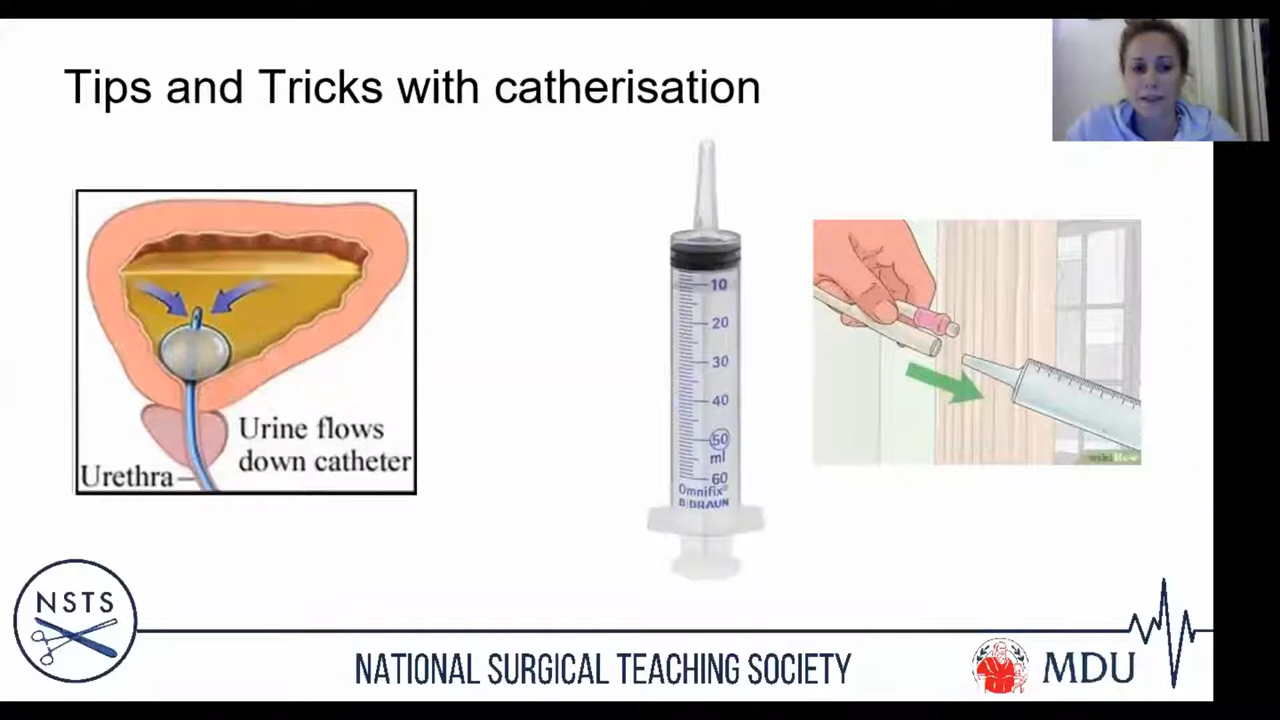 Tips and Tricks with catherisation
Urine flows
down catheter
Urethra
10
20
30
40
50
ml
60
Omnifix®
B|BRAUN
wikiHow
NSTS
NATIONAL SURGICAL TEACHING SOCIETY
MDU